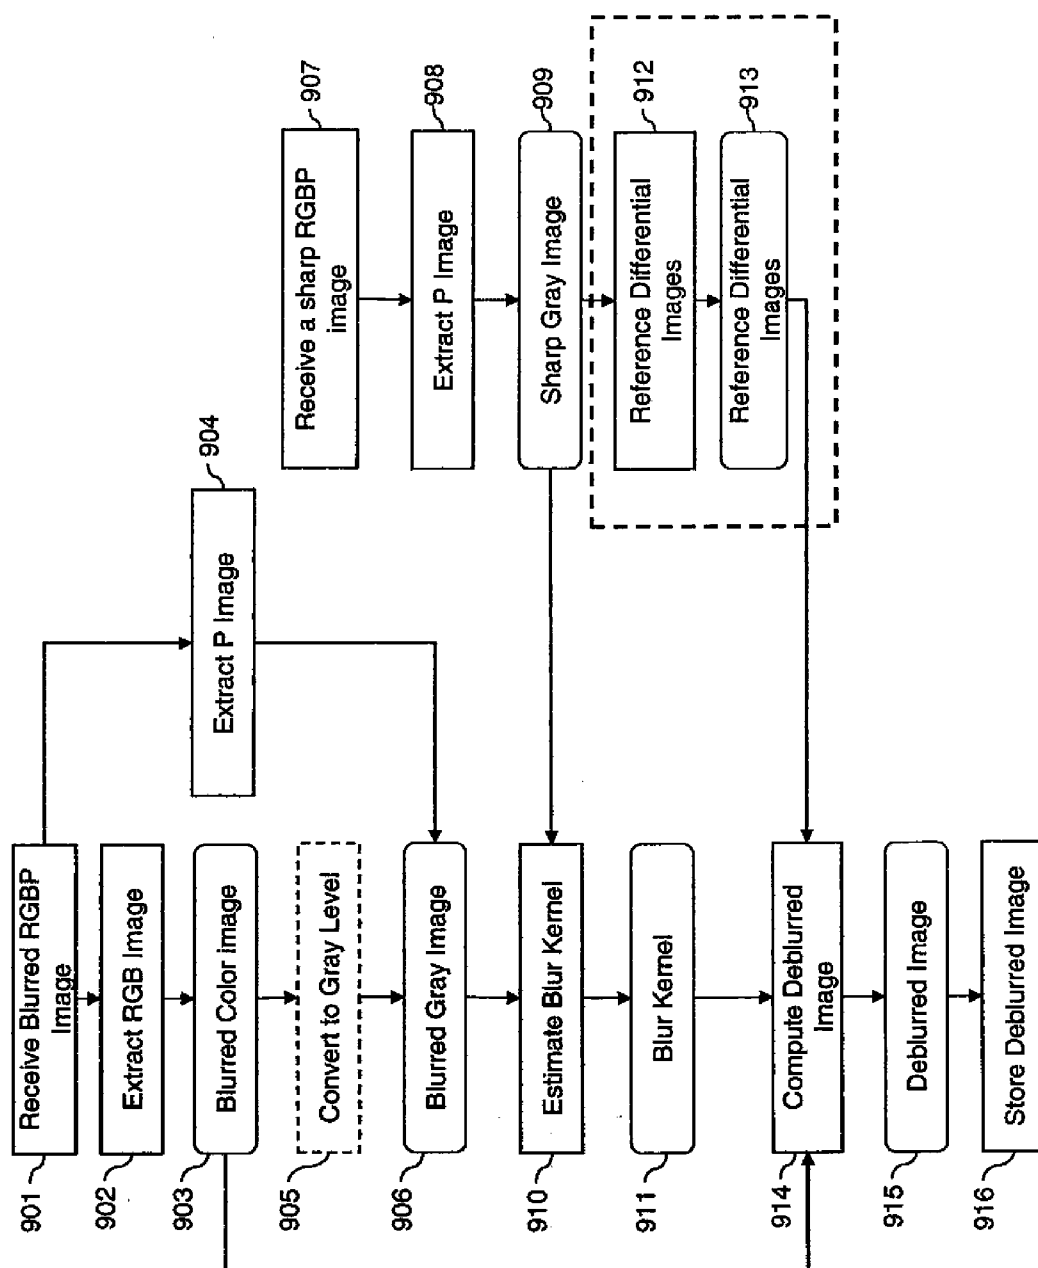 901
Receive Blurred RGBP
Image
902
Extract RGB Image
903
Blurred Color image
904
Extract P Image
905
Convert to Gray Level
906
Blurred Gray Image
907
Receive a sharp RGBP
image
908
Extract P Image
909
Sharp Gray Image
910
Estimate Blur Kernel
911
Blur Kernel
912
Reference Differential
Images
913
Reference Differential
Images
914
Compute Deblurred
Image
915
Deblurred Image
916
Store Deblurred Image